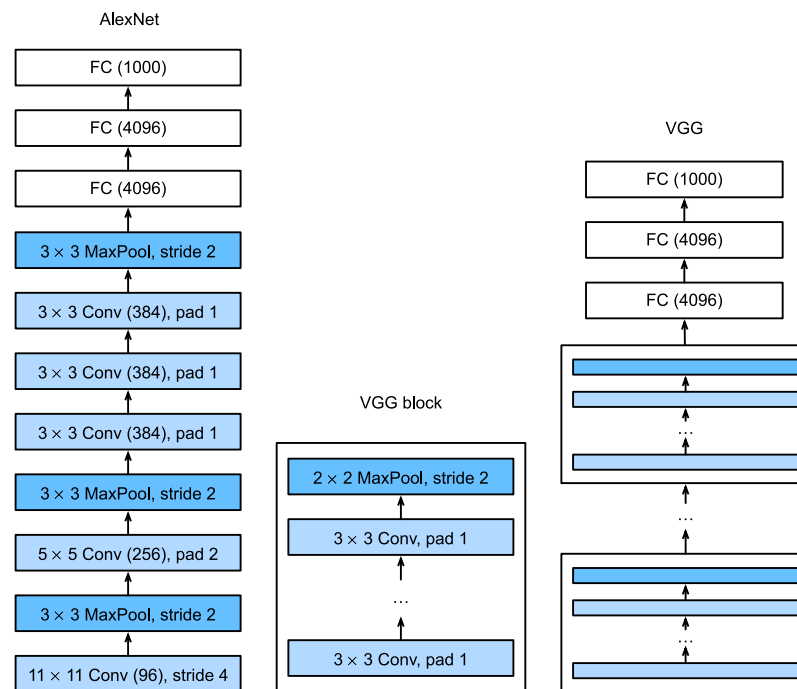 AlexNet
FC (1000)
FC (4096)
FC (4096)
3 × 3 MaxPool, stride 2
3 × 3 Conv (384), pad 1
3 × 3 Conv (384), pad 1
3 × 3 Conv (384), pad 1
3 × 3 MaxPool, stride 2
5 × 5 Conv (256), pad 2
3 × 3 MaxPool, stride 2
11 × 11 Conv (96), stride 4
VGG block
2 × 2 MaxPool, stride 2
3 × 3 Conv, pad 1
...
3 × 3 Conv, pad 1
VGG
FC (1000)
FC (4096)
FC (4096)
...
...
...